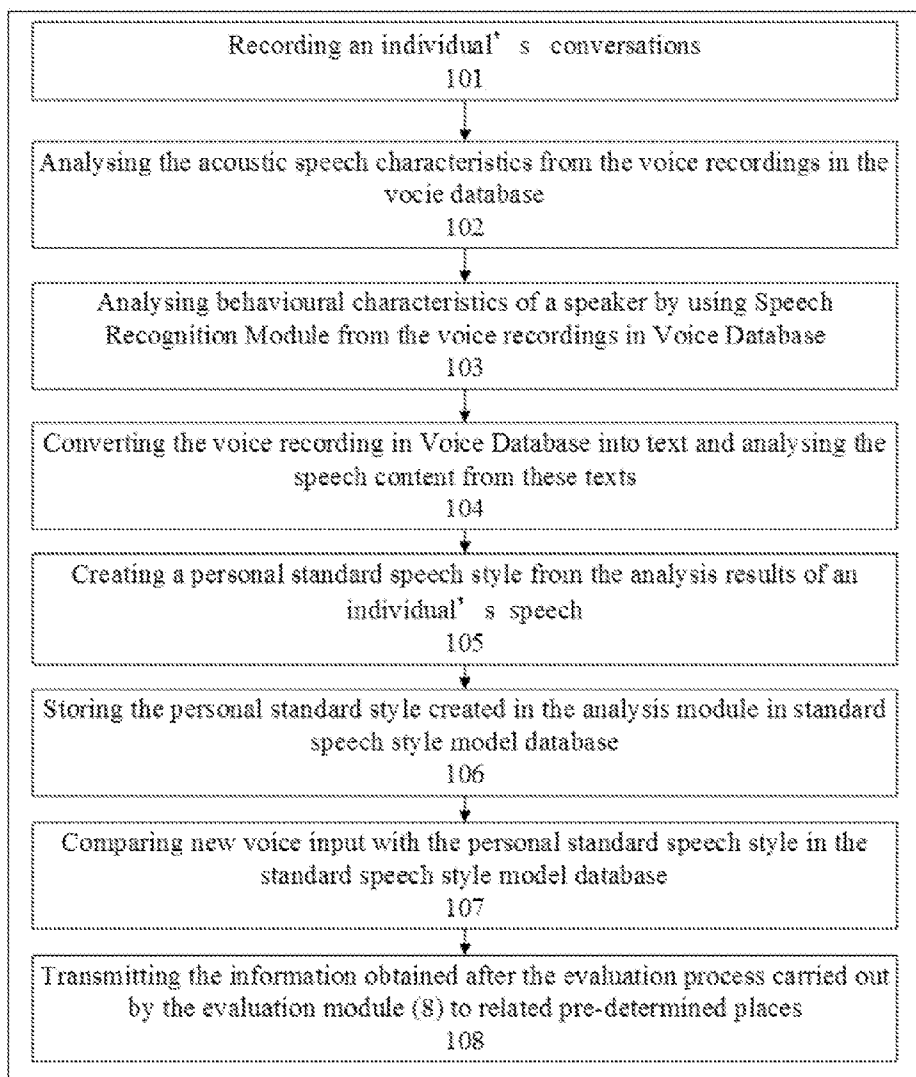 Recording an individual's conversations
101
Analysing the acoustic speech characteristics from the voice recordings in the
vocie database
102
Analysing behavioural characteristics of a speaker by using Speech
Recognition Module from the voice recordings in Voice Database
103
Converting the voice recording in Voice Database into text and analysing the
speech content from these texts
104
Creating a personal standard speech style from the analysis results of an
individual's speech
105
Storing the personal standard style created in the analysis module in standard
speech style model database
106
Comparing new voice input with the personal standard speech style in the
standard speech style model database
107
Transmitting the information obtained after the evaluation process carried out
by the evaluation module (8) to related pre-determined places
108